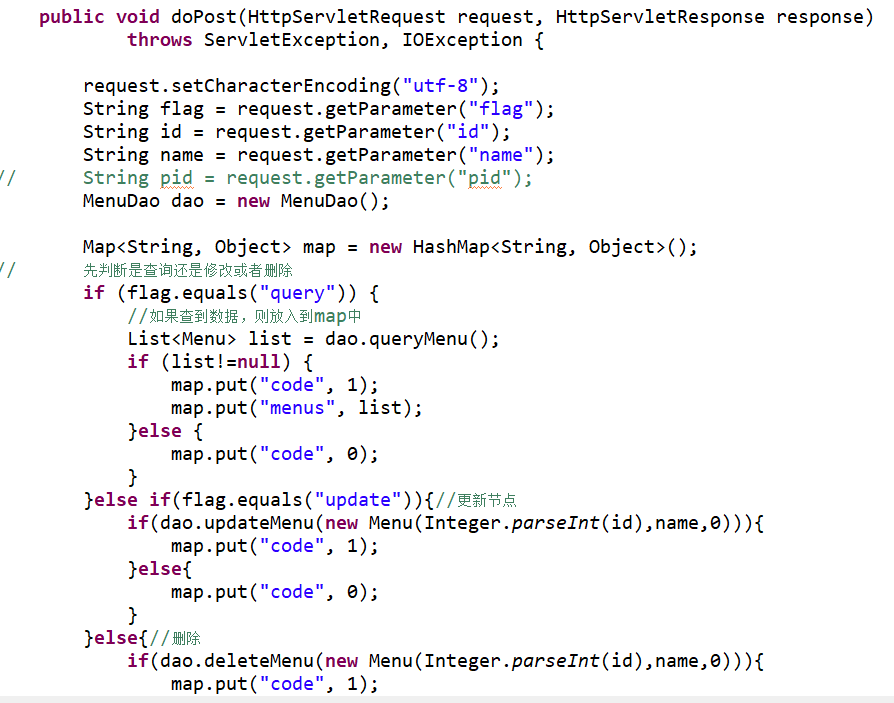 public void doPost(HttpServletRequest request, HttpServletResponse response)
throws ServletException, IOException {
request.setCharacterEncoding("utf-8");
String flag = request.getParameter("flag");
String id = request.getParameter("id");
String name = request.getParameter("name");
// String pid = request.getParameter("pid");
MenuDao dao = new MenuDao();
Map<String, Object> map = new HashMap<String, Object>();
// 先判断是查询还是修改或者删除
if (flag.equals("query")) {
//如果查到数据，则放入到map中
List<Menu> list = dao.queryMenu();
if (list!=null) {
map.put("code", 1);
map.put("menus", list);
}else {
map.put("code", 0);
}
}else if(flag.equals("update")){//更新节点
if(dao.updateMenu(new Menu(Integer.parseInt(id),name,0))){
map.put("code", 1);
}else{
map.put("code", 0);
}
}else{//删除
if(dao.deleteMenu(new Menu(Integer.parseInt(id),name,0))){
map.put("code", 1);